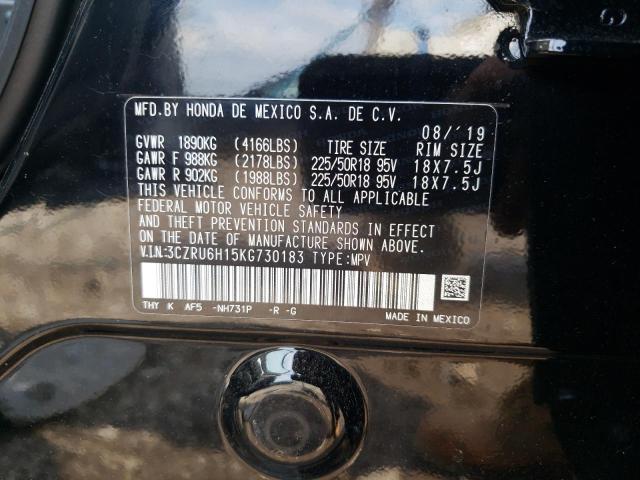 MFD. BY HONDA DE MEXICO S.A. DE C.V.
08/'19
GVWR 1890KG (4166LBS) TIRE SIZE RIM SIZE
GAWR F 988KG (2178LBS) 225/50R18 95V 18X7.5J
GAWR R 902KG (1988LBS) 225/50R18 95V 18X7.5J
THIS VEHICLE CONFORMS TO ALL APPLICABLE
FEDERAL MOTOR VEHICLE SAFETY
AND THEFT PREVENTION STANDARDS IN EFFECT
ON THE DATE OF MANUFACTURE SHOWN ABOVE.
V.I.N:3CZRU6H15KG730183 TYPE:MPV
THY K AF5 -NH731P -R -G
MADE IN MEXICO